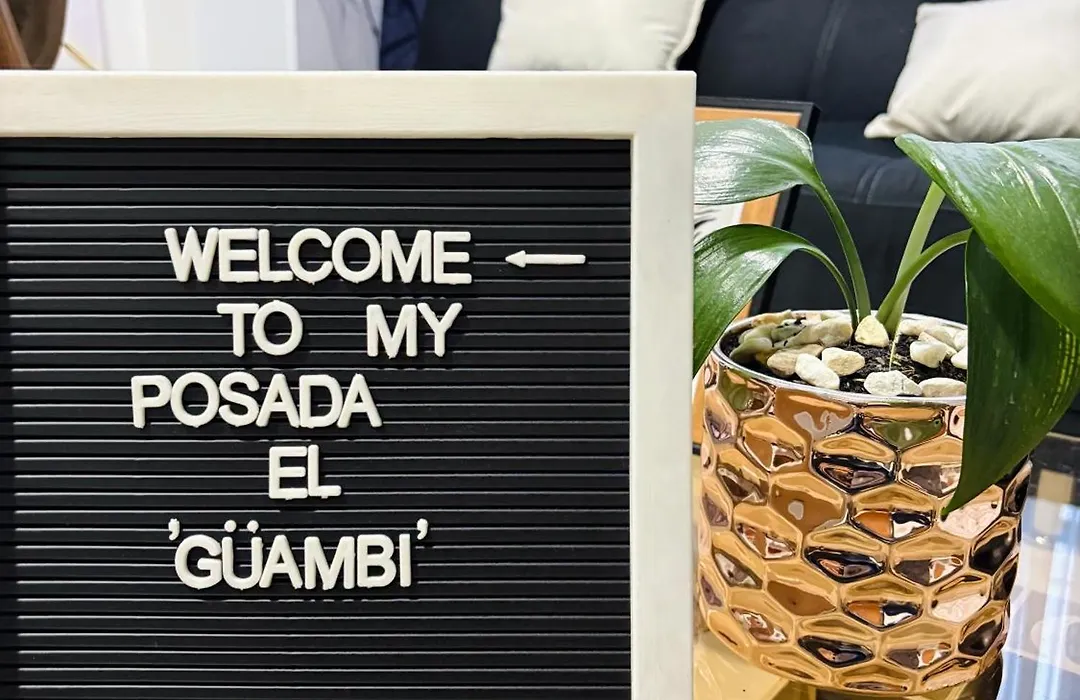 WELCOME ←
TO MY
POSADA
EL
'GÜAMBI'